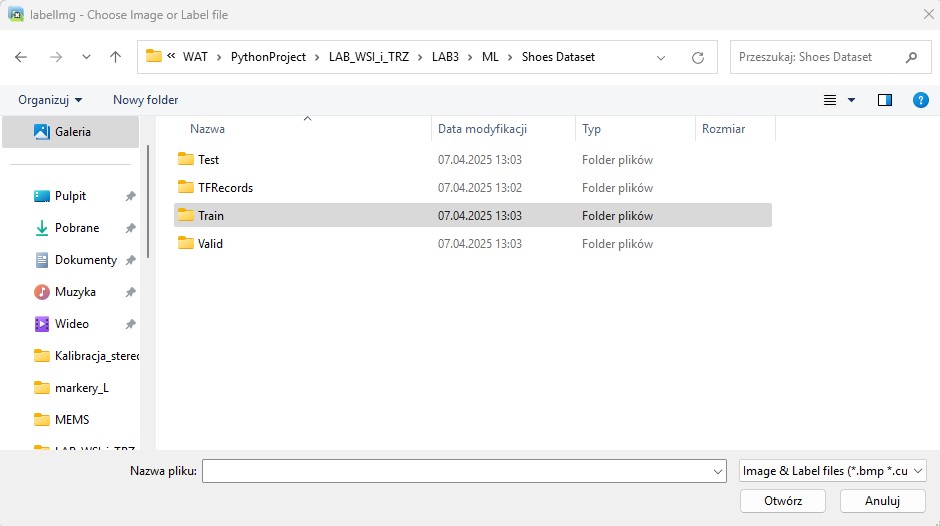 labelImg - Choose Image or Label file
« WAT > PythonProject > LAB_WSI_i_TRZ > LAB3 > ML > Shoes Dataset
Przeszukaj: Shoes Dataset
Organizuj
Nowy folder
Galeria
Pulpit
Pobrane
Dokumenty
Muzyka
Wideo
Kalibracja_stereo
markery_L
MEMS
LAB_WSI_i_TRZ
Nazwa Data modyfikacji Typ Rozmiar
Test 07.04.2025 13:03 Folder plików
TFRecords 07.04.2025 13:02 Folder plików
Train 07.04.2025 13:03 Folder plików
Valid 07.04.2025 13:03 Folder plików
Nazwa pliku:
Image & Label files (*.bmp *.cu
Otwórz
Anuluj